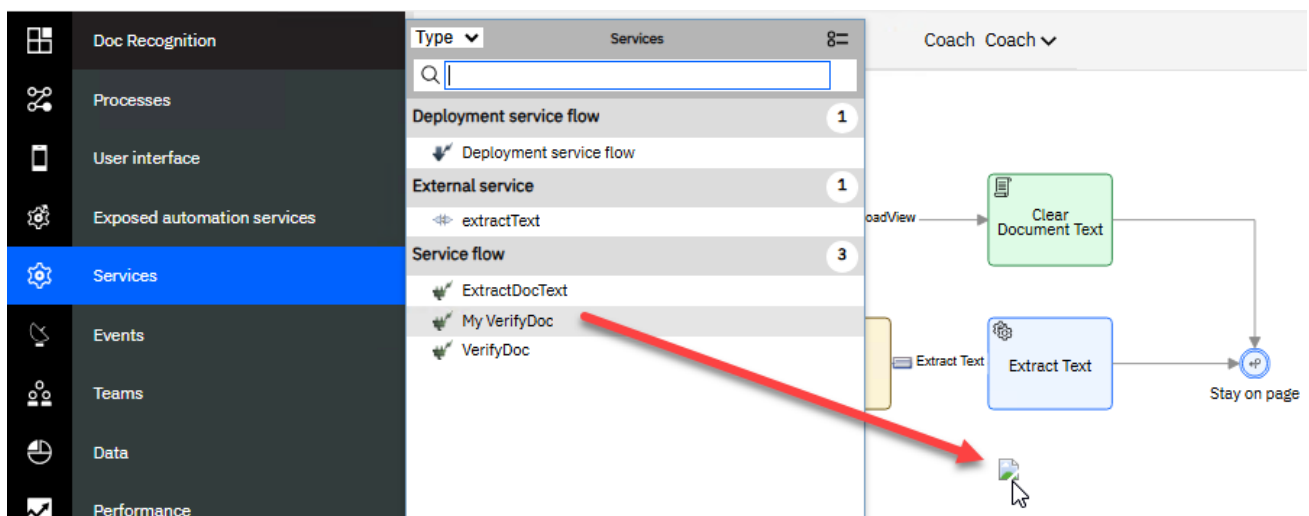 Doc Recognition
Processes
User interface
Exposed automation services
Services
Events
Teams
Data
Performance
Type
Services
Deployment service flow
1
Deployment service flow
External service
1
extractText
Service flow
3
ExtractDocText
My VerifyDoc
VerifyDoc
Coach Coach
oadView
Clear
Document Text
Extract Text
Extract Text
Stay on page